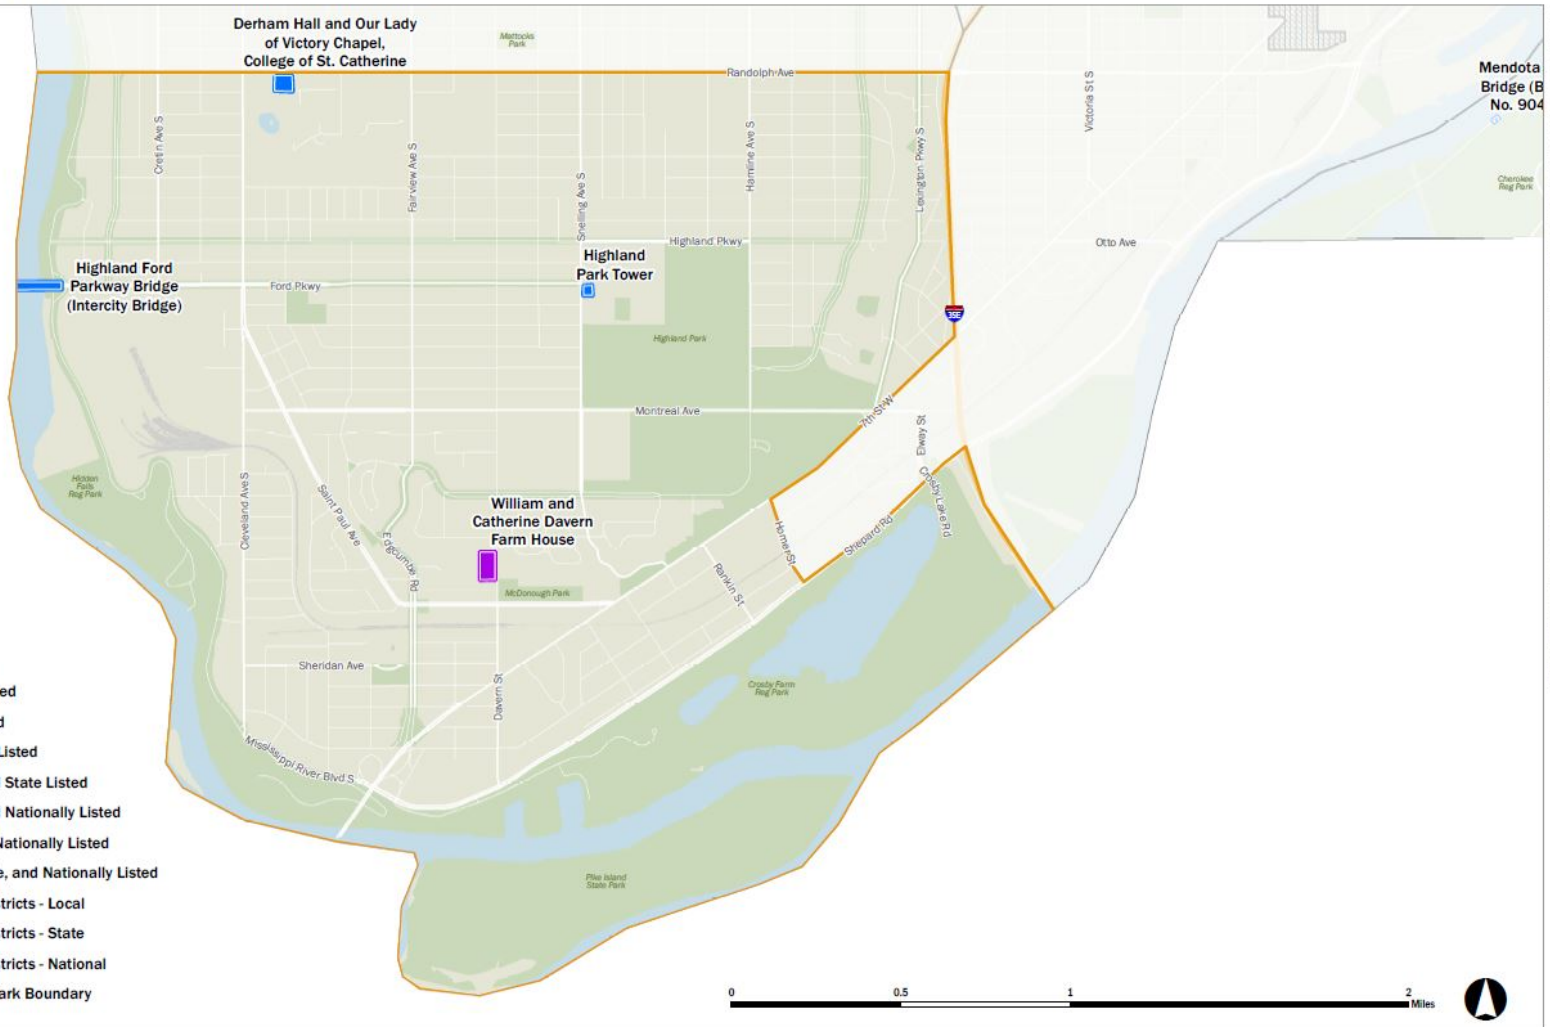 Derham Hall and Our Lady
of Victory Chapel,
College of St. Catherine
Mattocks
Park
Randolph Ave
Mendota
Bridge (B
No. 904
Cretin Ave S
Fairview Ave S
Snelling Ave S
Hamline Ave S
Lexington Pkwy S
Victoria St S
Cherokee
Reg Park
Highland Pkwy
Otto Ave
Highland Ford
Parkway Bridge
(Intercity Bridge)
Ford Pkwy
Highland
Park Tower
35E
Highland Park
Montreal Ave
7th St W
Elway St
Hidden
Falls
Reg Park
Cleveland Ave S
Saint Paul Ave
Edgcumbe Rd
William and
Catherine Davern
Farm House
McDonough Park
Homer St
Shepard Rd
Crosby Lake Rd
Rankin St
Sheridan Ave
Davern St
Crosby Farm
Reg Park
Mississippi River Blvd S
Pike Island
State Park
ed
d
Listed
State Listed
Nationally Listed
Nationally Listed
e, and Nationally Listed
tricts - Local
tricts - State
tricts - National
ark Boundary
0 0.5 1 2
Miles